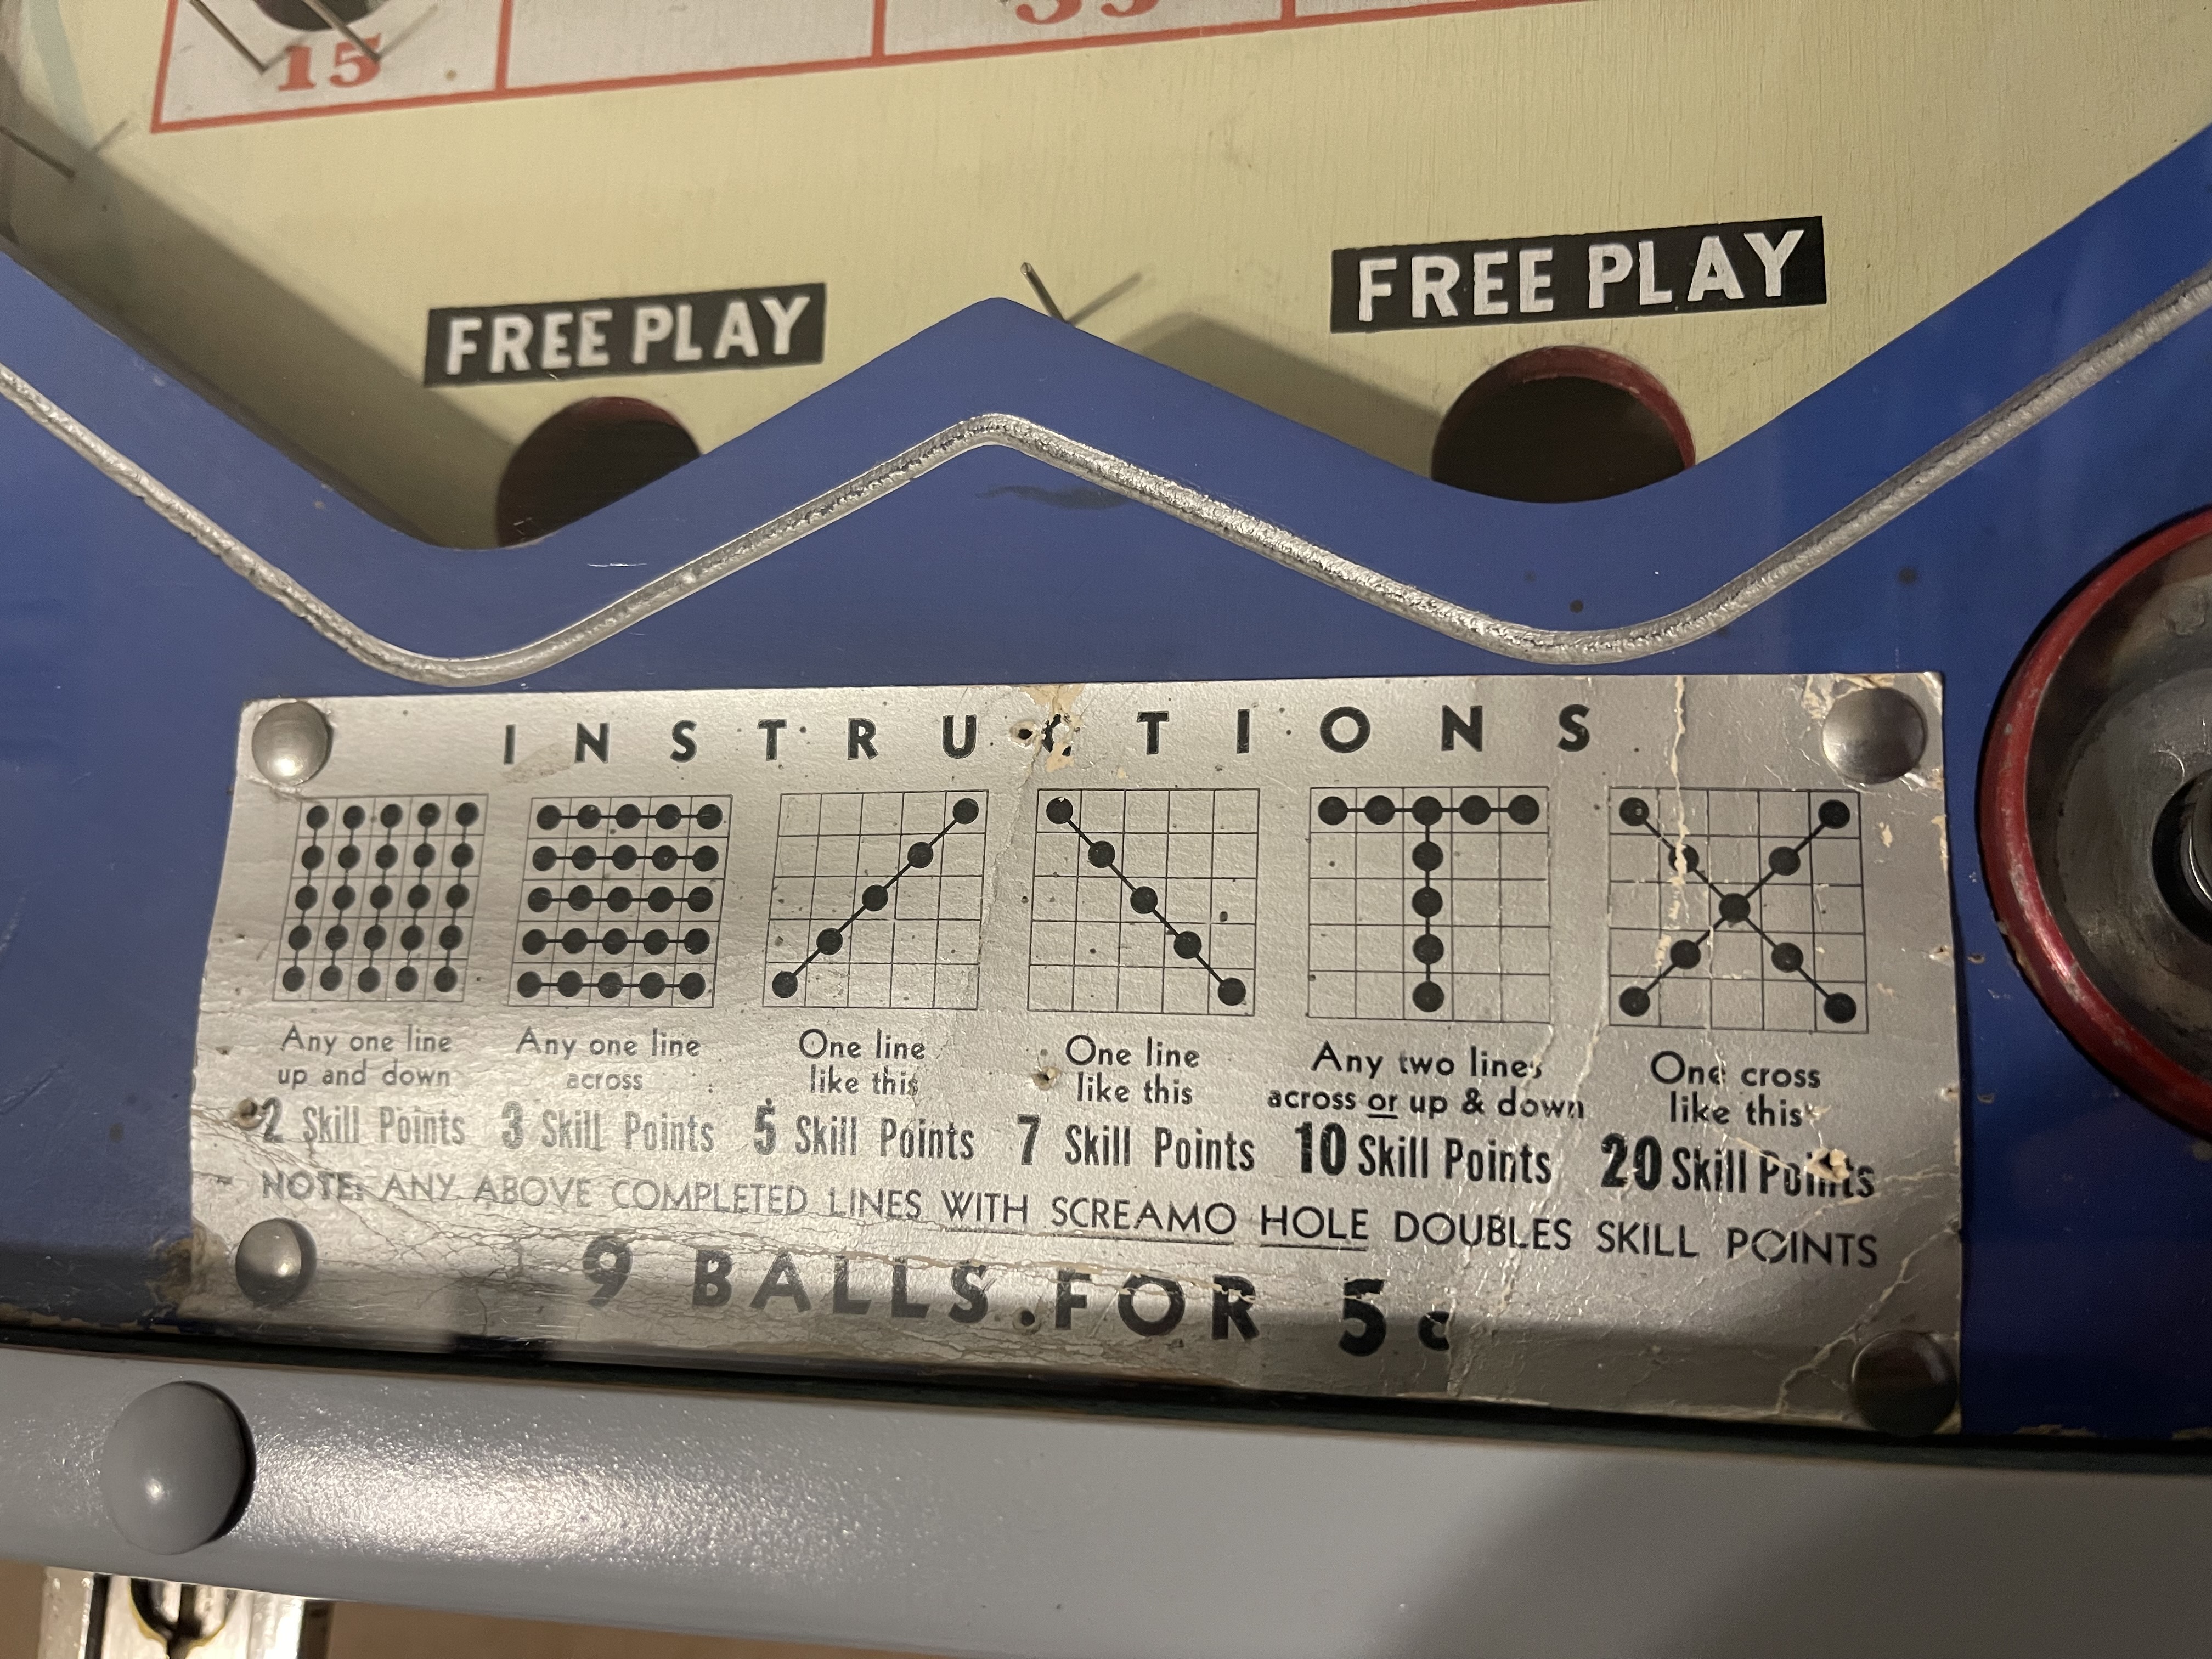 15
FREE PLAY
FREE PLAY
INSTRUCTIONS
Any one line
up and down
2 Skill Points
Any one line
across
3 Skill Points
One line
like this
5 Skill Points
One line
like this
7 Skill Points
Any two lines
across or up & down
10 Skill Points
One cross
like this
20 Skill Points
NOTE: ANY ABOVE COMPLETED LINES WITH SCREAMO HOLE DOUBLES SKILL POINTS
9 BALLS FOR 5c